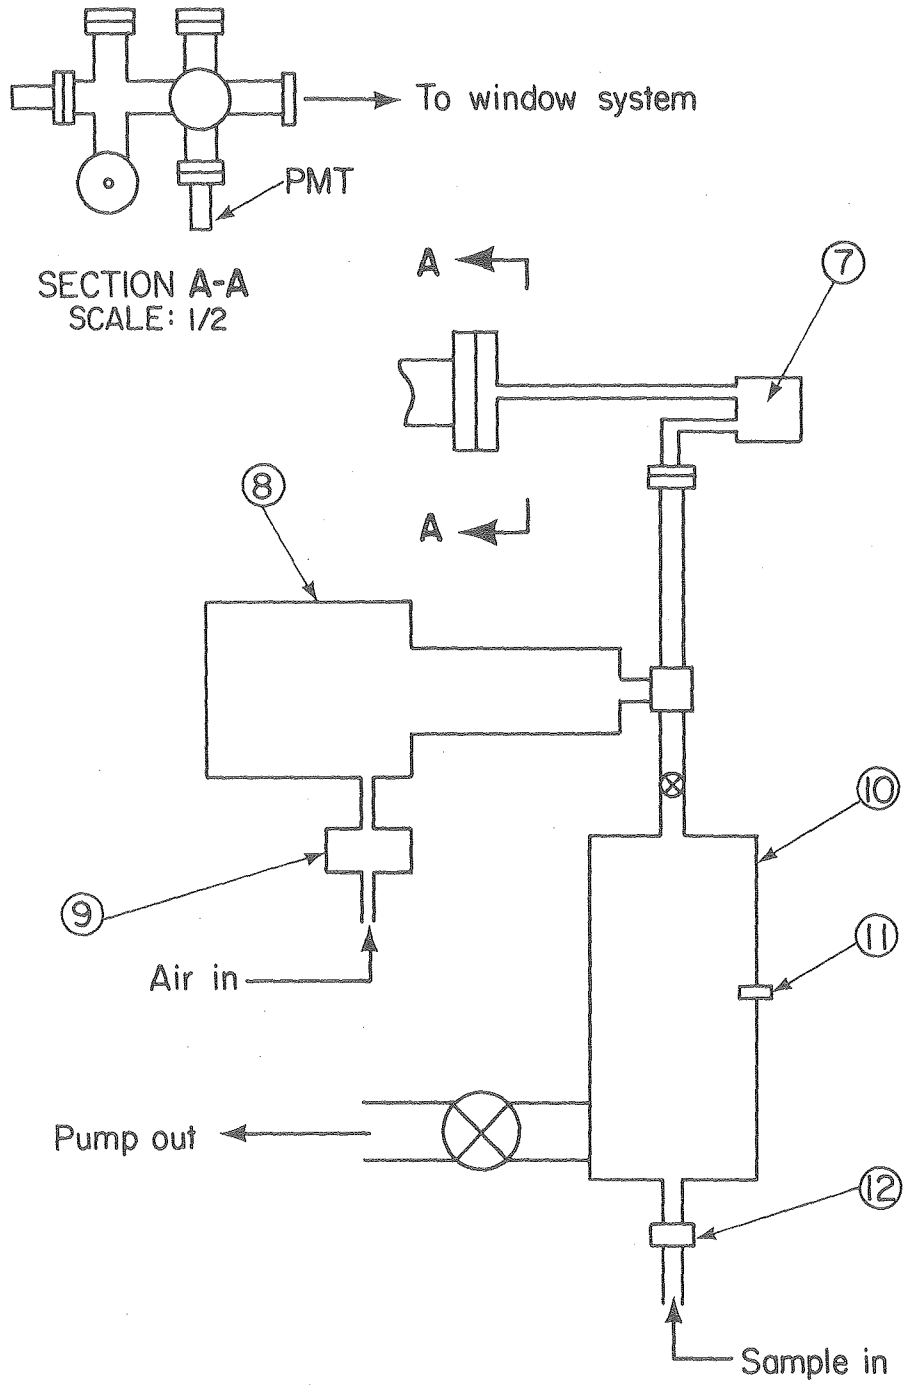 To window system
PMT
SECTION A-A
SCALE: 1/2
A
7
8
A
10
9
11
Air in
Pump out
12
Sample in